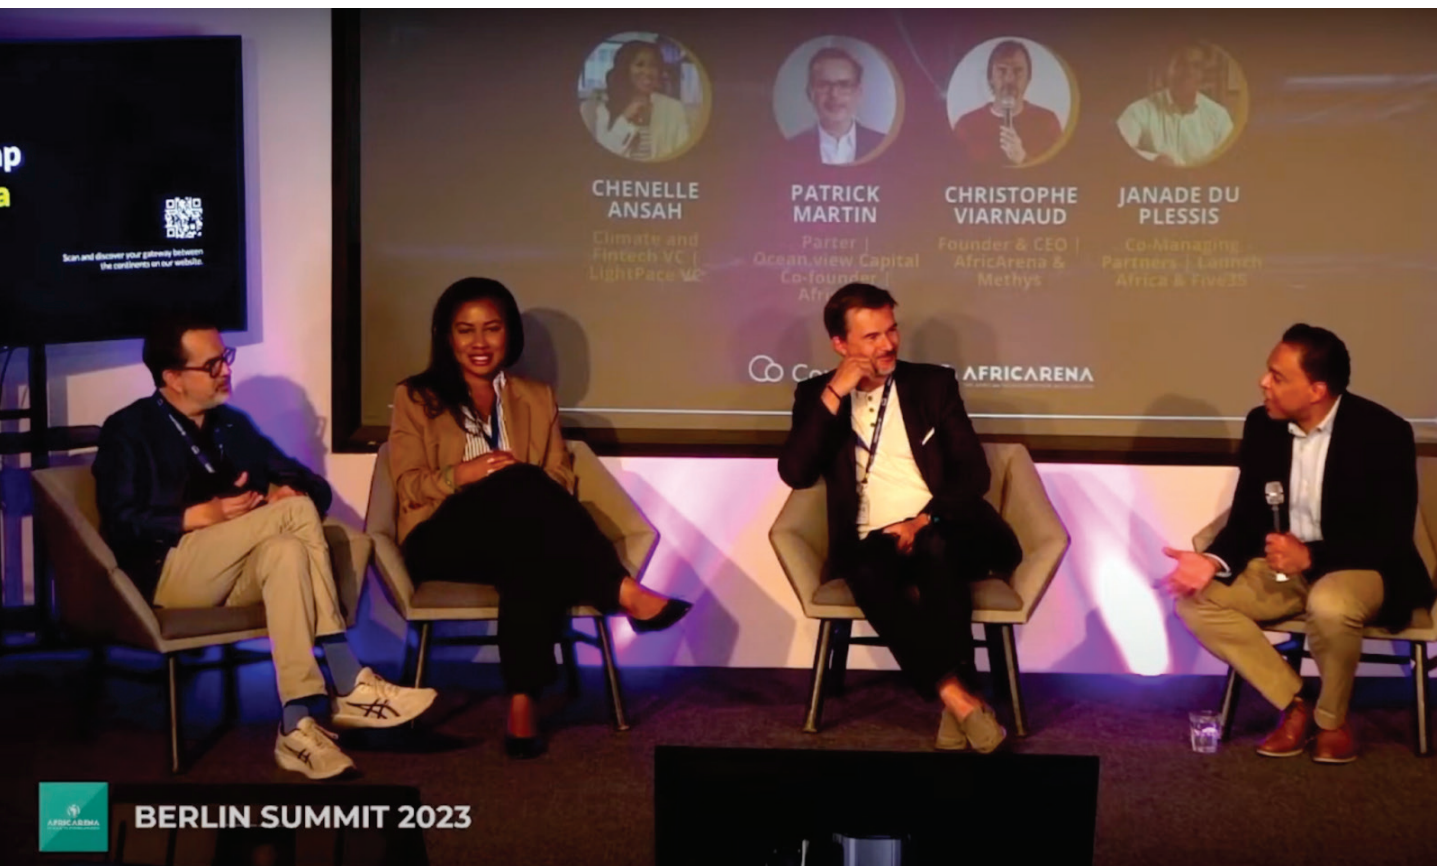 ap
a
Scan and discover your gateway between
the continents on our website.
CHENELLE
ANSAH
Climate and
Fintech VC |
LightPace VC
PATRICK
MARTIN
Parter |
Ocean.view Capital
Co-founder |
CHRISTOPHE
VIARNAUD
Founder & CEO |
AfricArena &
Methys
JANADE DU
PLESSIS
Co-Managing
Partners | Launch
Africa & Five35
AFRICARENA
AFRICARENA
BERLIN SUMMIT 2023